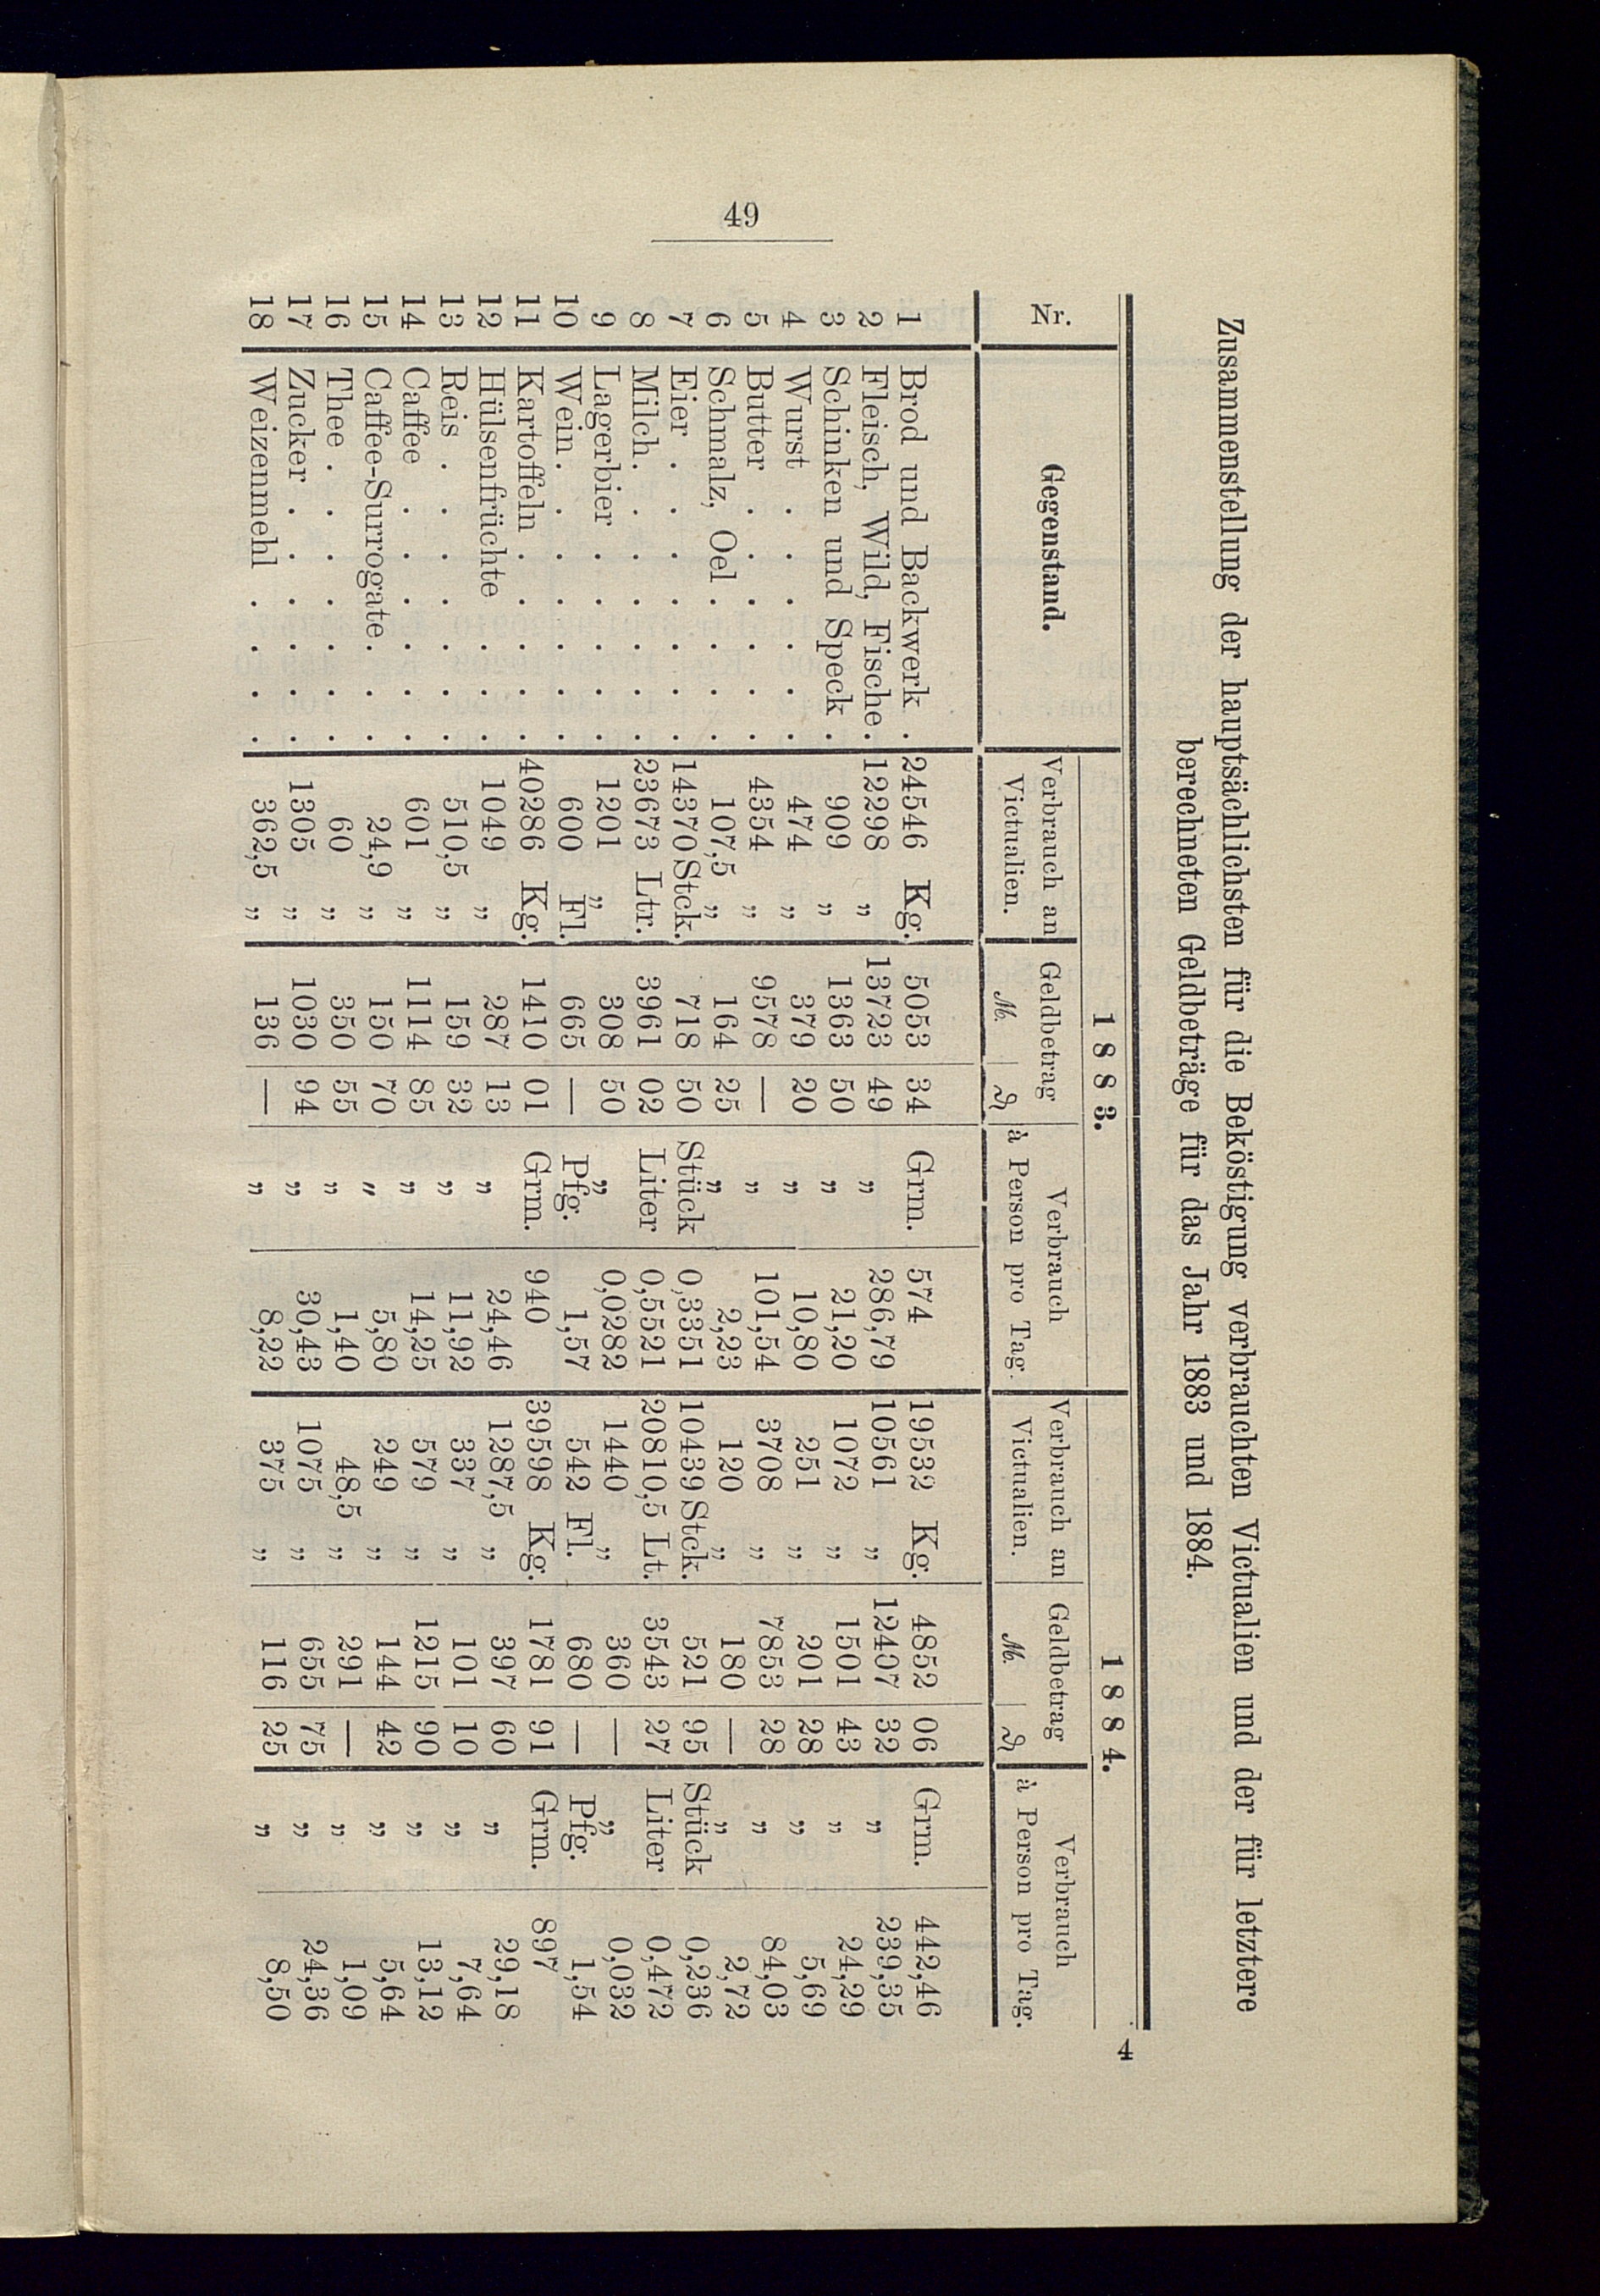 49
Zusammenstellung der hauptsächlichsten für die Beköstigung verbrauchten Victualien und der für letztere
berechneten Geldbeträge für das Jahr 1883 und 1884.
1883. 1884.
Nr. Gegenstand. Verbrauch an Victualien. Geldbetrag M. ₰ Verbrauch à Person pro Tag. Verbrauch an Victualien. Geldbetrag M. ₰ Verbrauch à Person pro Tag.
1 Brod und Backwerk . 24546 Kg. 5053 34 Grm. 574 19532 Kg. 4852 06 Grm. 442,46
2 Fleisch, Wild, Fische . 12298 „ 13723 49 „ 286,79 10561 „ 12407 32 „ 239,35
3 Schinken und Speck . 909 „ 1363 50 „ 21,20 1072 „ 1501 43 „ 24,29
4 Wurst . . . . . . 474 „ 379 20 „ 10,80 251 „ 201 28 „ 5,69
5 Butter . . . . . . 4354 „ 9578 — „ 101,54 3708 „ 7853 28 „ 84,03
6 Schmalz, Oel . . . . 107,5 „ 164 25 „ 2,23 120 „ 180 — „ 2,72
7 Eier . . . . . . . 14370 Stck. 718 50 Stück 0,3351 10439 Stck. 521 95 Stück 0,236
8 Milch. . . . . . . 23673 Ltr. 3961 02 Liter 0,5521 20810,5 Lt. 3543 27 Liter 0,472
9 Lagerbier . . . . . 1201 „ 308 50 „ 0,0282 1440 „ 360 — „ 0,032
10 Wein . . . . . . . 600 Fl. 665 — Pfg. 1,57 542 Fl. 680 — Pfg. 1,54
11 Kartoffeln . . . . . 40286 Kg. 1410 01 Grm. 940 39598 Kg. 1781 91 Grm. 897
12 Hülsenfrüchte . . . 1049 „ 287 13 „ 24,46 1287,5 „ 397 60 „ 29,18
13 Reis . . . . . . . 510,5 „ 159 32 „ 11,92 337 „ 101 10 „ 7,64
14 Caffee . . . . . . 601 „ 1114 85 „ 14,25 579 „ 1215 90 „ 13,12
15 Caffee-Surrogate . . . 24,9 „ 150 70 „ 5,80 249 „ 144 42 „ 5,64
16 Thee . . . . . . . 60 „ 350 55 „ 1,40 48,5 „ 291 — „ 1,09
17 Zucker . . . . . . 1305 „ 1030 94 „ 30,43 1075 „ 655 75 „ 24,36
18 Weizenmehl . . . . 362,5 „ 136 — „ 8,22 375 „ 116 25 „ 8,50
4